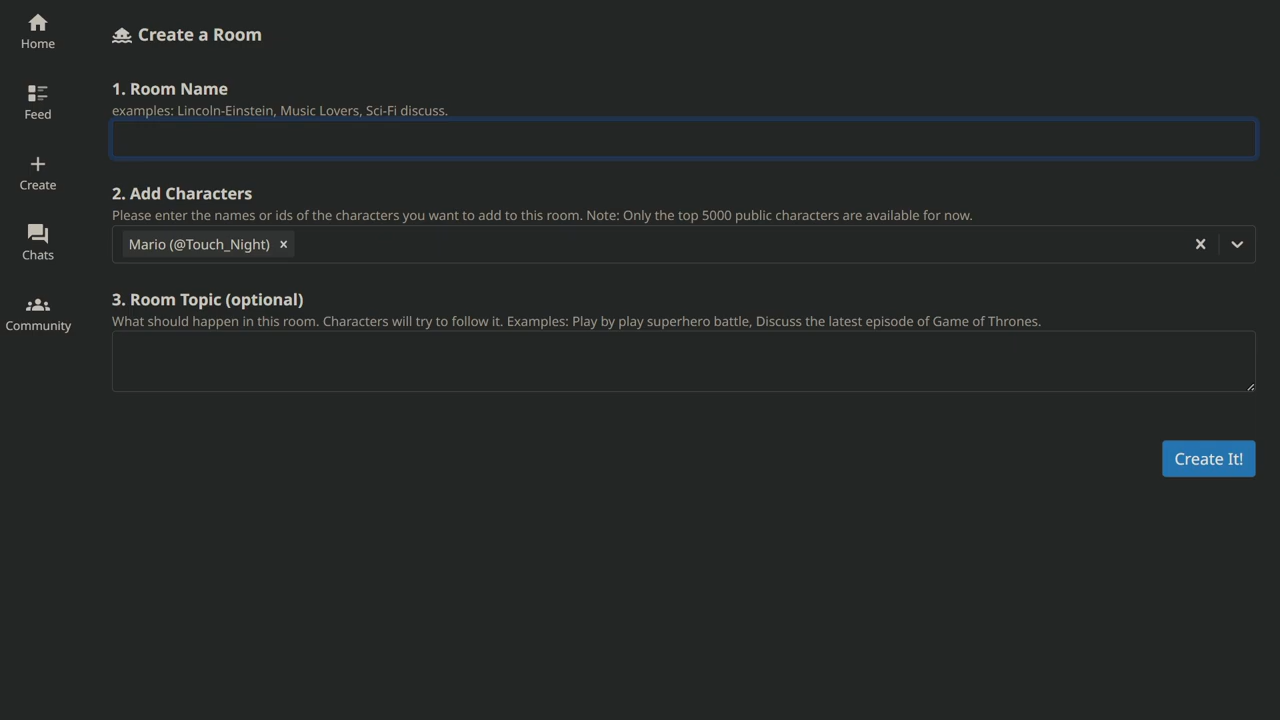 Home
Feed
Create
Chats
Community
Create a Room
1. Room Name
examples: Lincoln-Einstein, Music Lovers, Sci-Fi discuss.
2. Add Characters
Please enter the names or ids of the characters you want to add to this room. Note: Only the top 5000 public characters are available for now.
Mario (@Touch_Night)
3. Room Topic (optional)
What should happen in this room. Characters will try to follow it. Examples: Play by play superhero battle, Discuss the latest episode of Game of Thrones.
Create It!